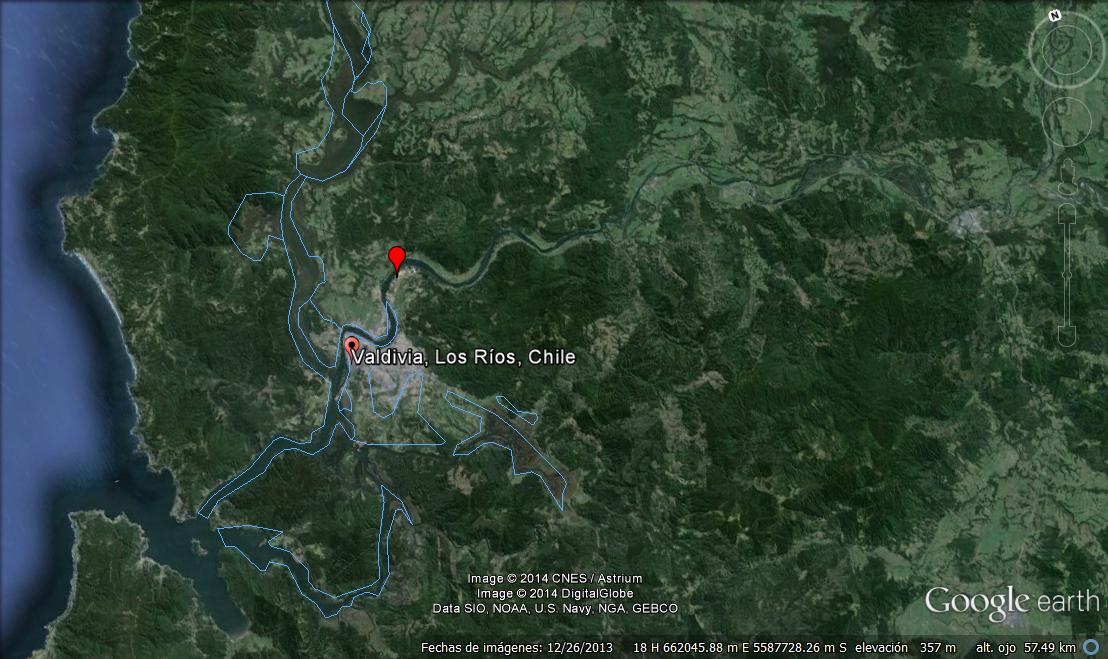 N
Valdivia, Los Ríos, Chile
Image © 2014 CNES / Astrium
Image © 2014 DigitalGlobe
Data SIO, NOAA, U.S. Navy, NGA, GEBCO
Google earth
Fechas de imágenes: 12/26/2013 18 H 662045.88 m E 5587728.26 m S elevación 357 m alt. ojo 57.49 km